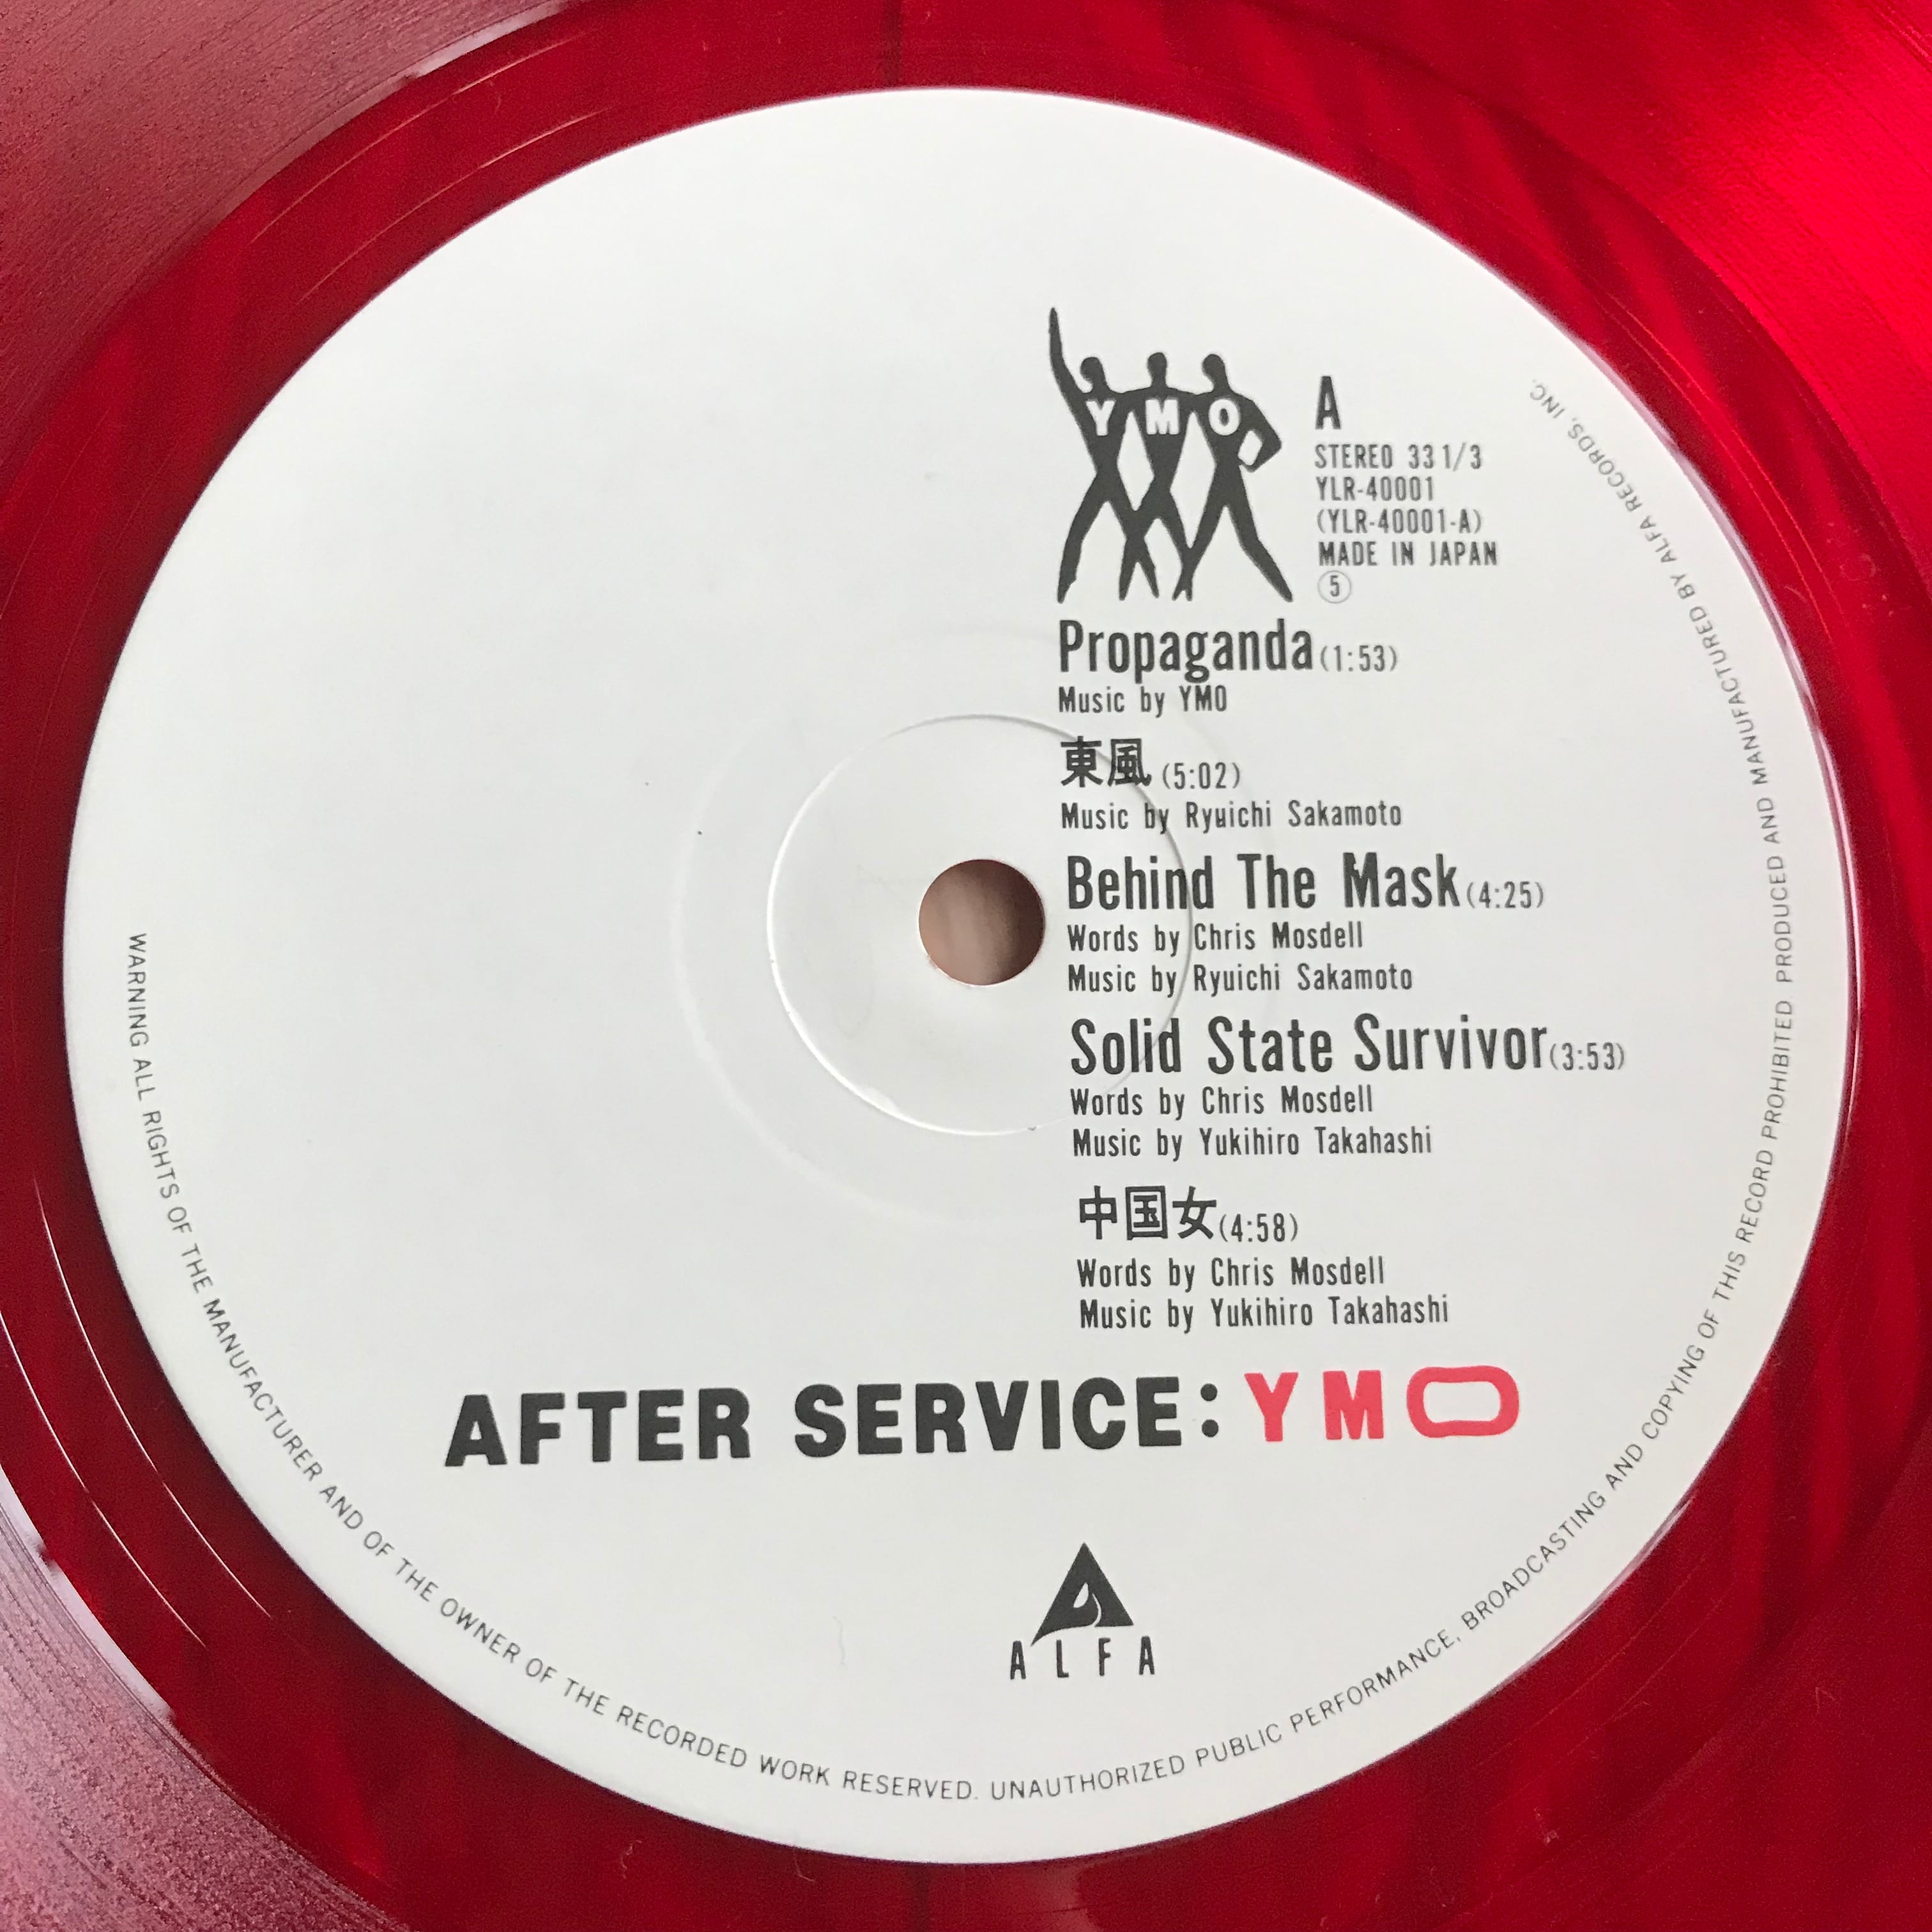 Y M O
A
STEREO 33 1/3
YLR-40001
(YLR-40001-A)
MADE IN JAPAN
⑤
Propaganda (1:53)
Music by YMO
東風 (5:02)
Music by Ryuichi Sakamoto
Behind The Mask (4:25)
Words by Chris Mosdell
Music by Ryuichi Sakamoto
Solid State Survivor (3:53)
Words by Chris Mosdell
Music by Yukihiro Takahashi
中国女 (4:58)
Words by Chris Mosdell
Music by Yukihiro Takahashi
AFTER SERVICE: YMO
ALFA
WARNING ALL RIGHTS OF THE MANUFACTURER AND OF THE OWNER OF THE RECORDED WORK RESERVED. UNAUTHORIZED PUBLIC PERFORMANCE, BROADCASTING AND COPYING OF THIS RECORD PROHIBITED PRODUCED AND MANUFACTURED BY ALFA RECORDS, INC.